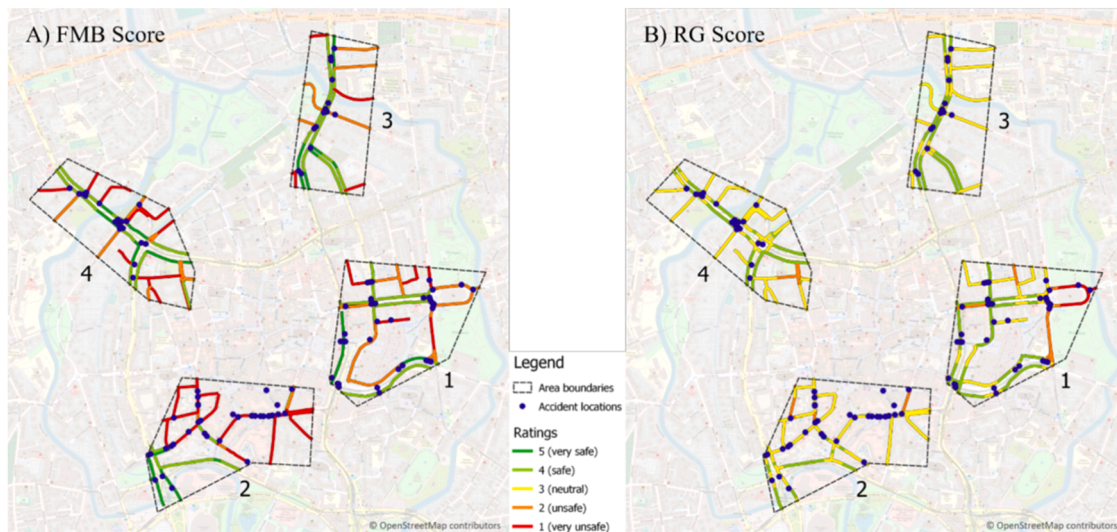 A) FMB Score
B) RG Score
3
3
4
4
1
1
2
2
Legend
Area boundaries
Accident locations
Ratings
5 (very safe)
4 (safe)
3 (neutral)
2 (unsafe)
1 (very unsafe)
© OpenStreetMap contributors
© OpenStreetMap contributors